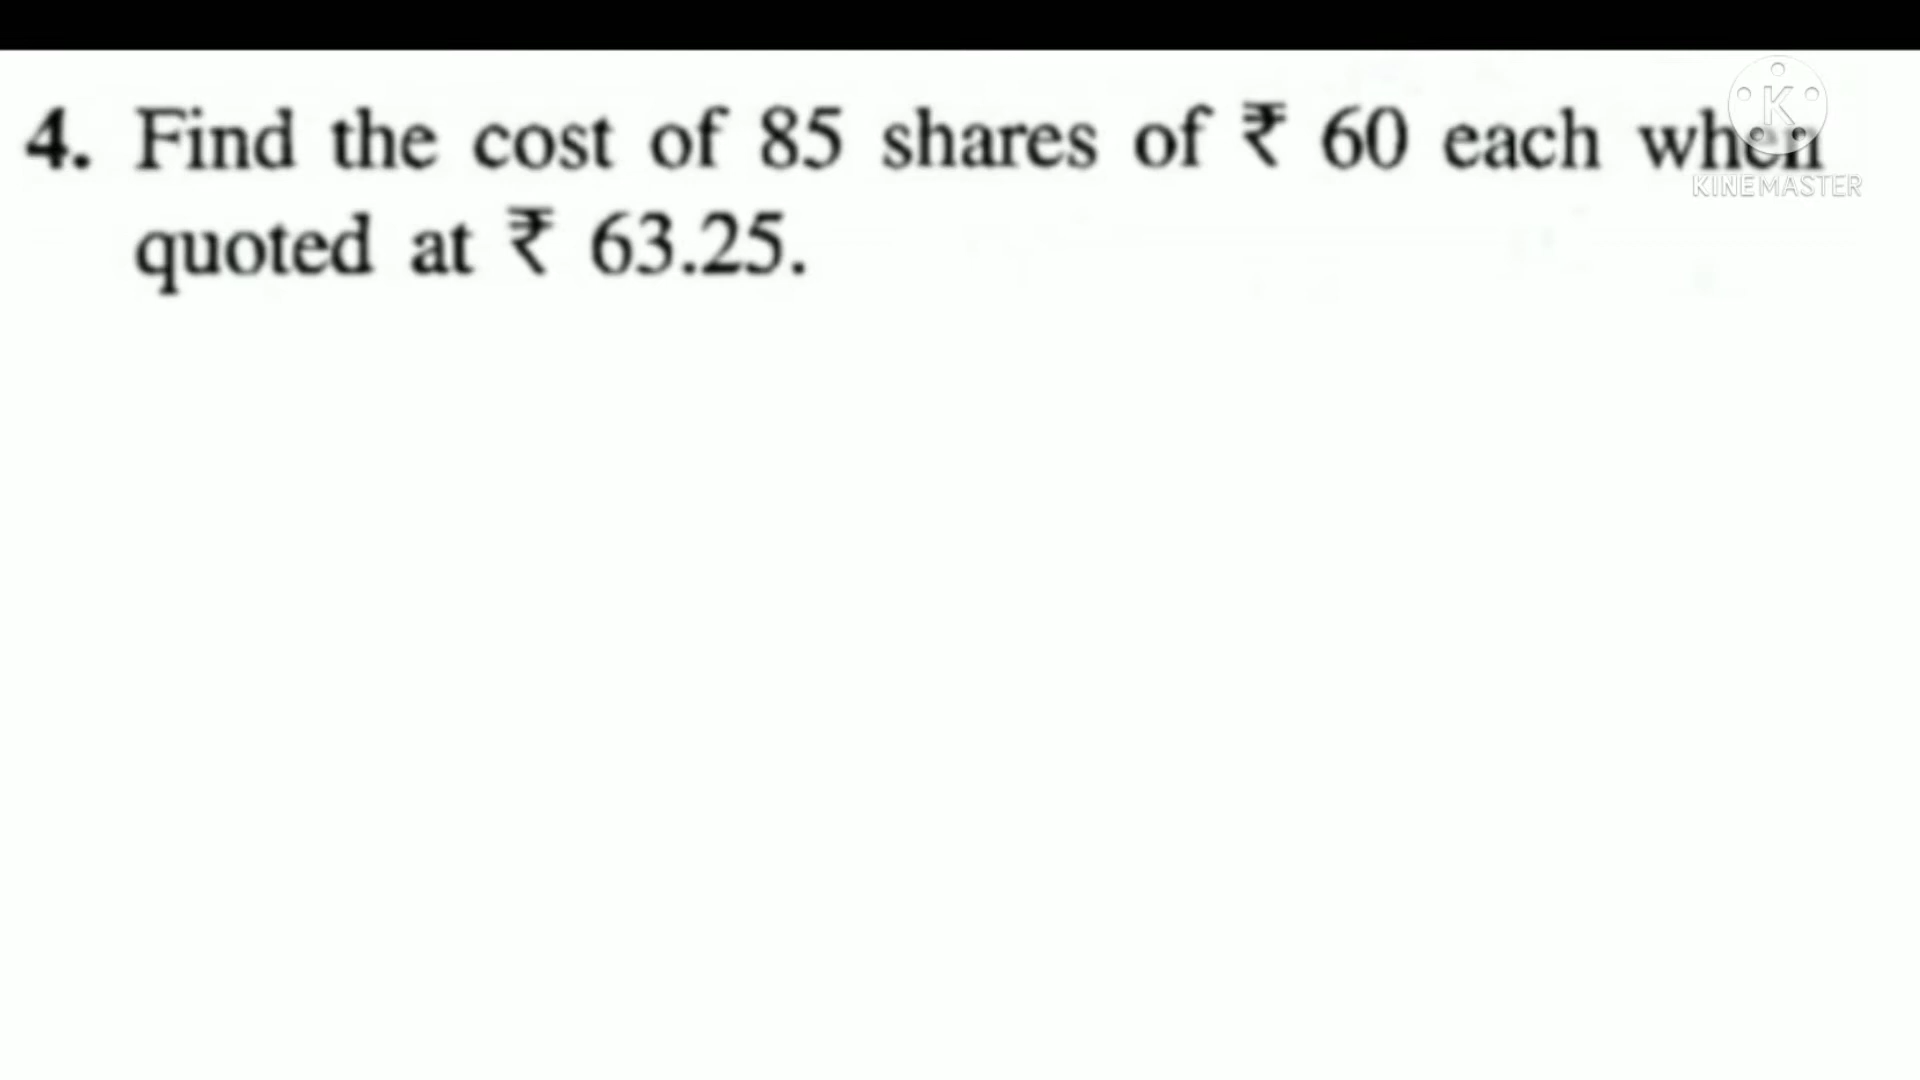 4. Find the cost of 85 shares of ₹ 60 each when
quoted at ₹ 63.25.
K
KINEMASTER